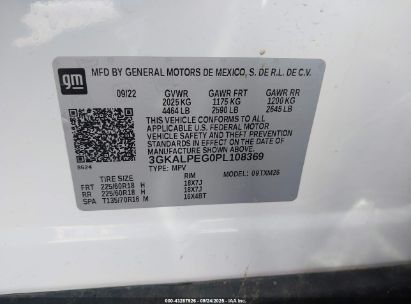 gm
MFD BY GENERAL MOTORS DE MEXICO, S. DE R.L. DE C.V.
09/22 GVWR GAWR FRT GAWR RR
2025 KG 1175 KG 1200 KG
4464 LB 2590 LB 2645 LB
THIS VEHICLE CONFORMS TO ALL
APPLICABLE U.S. FEDERAL MOTOR
VEHICLE SAFETY AND THEFT PREVENTION
STANDARDS IN EFFECT ON THE DATE OF
MANUFACTURE SHOWN ABOVE.
3GKALPEG0PL108369
8624 TYPE: MPV MODEL: 09TXM26
TIRE SIZE RIM
FRT 225/60R18 H 18X7J
RR 225/60R18 H 18X7J
SPA T135/70R16 M 16X4BT